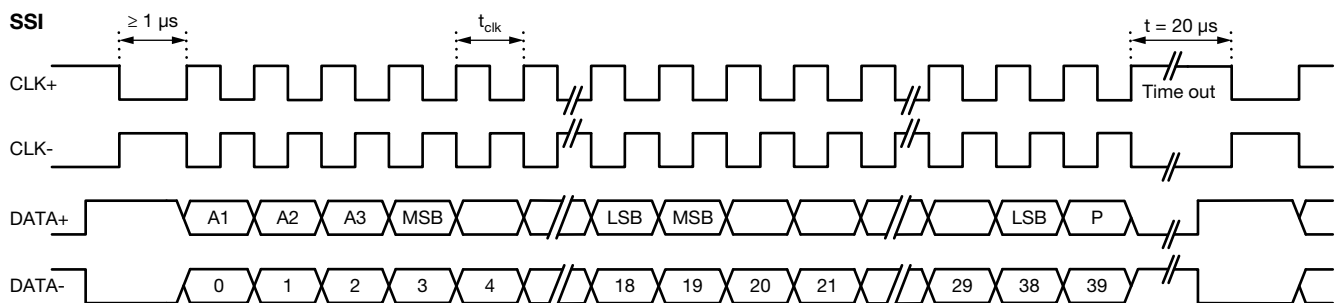 SSI
≥ 1 µs
t_clk
t = 20 µs
CLK+
Time out
CLK-
DATA+
A1 A2 A3 MSB LSB MSB LSB P
DATA-
0 1 2 3 4 18 19 20 21 29 38 39